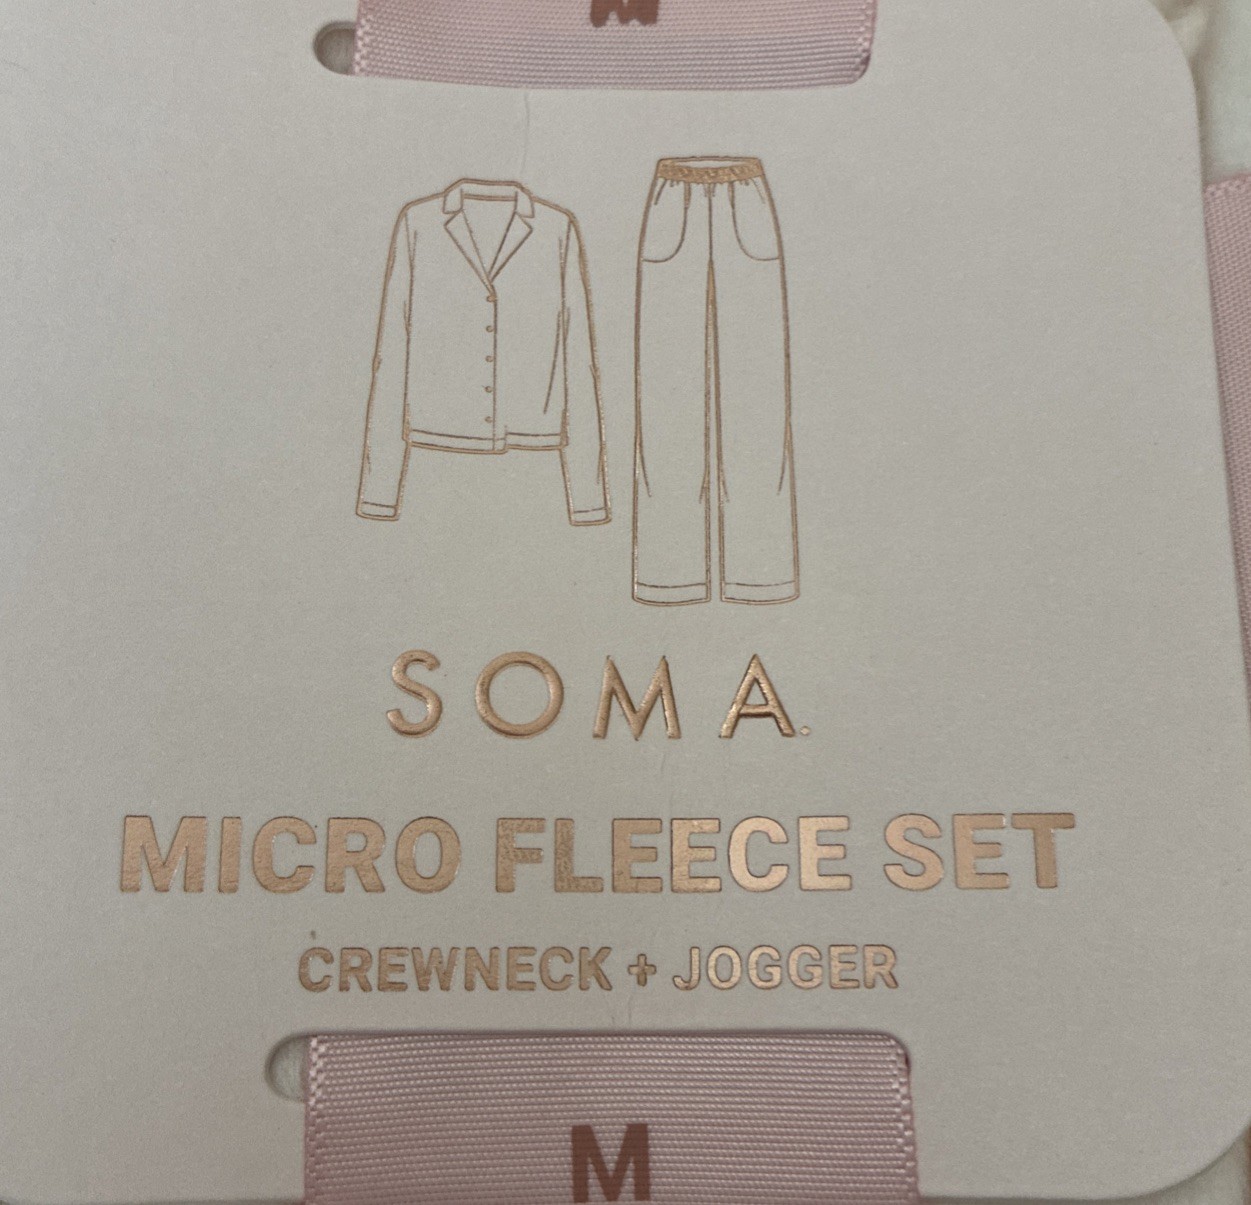 M
SOMA.
MICRO FLEECE SET
CREWNECK + JOGGER
M